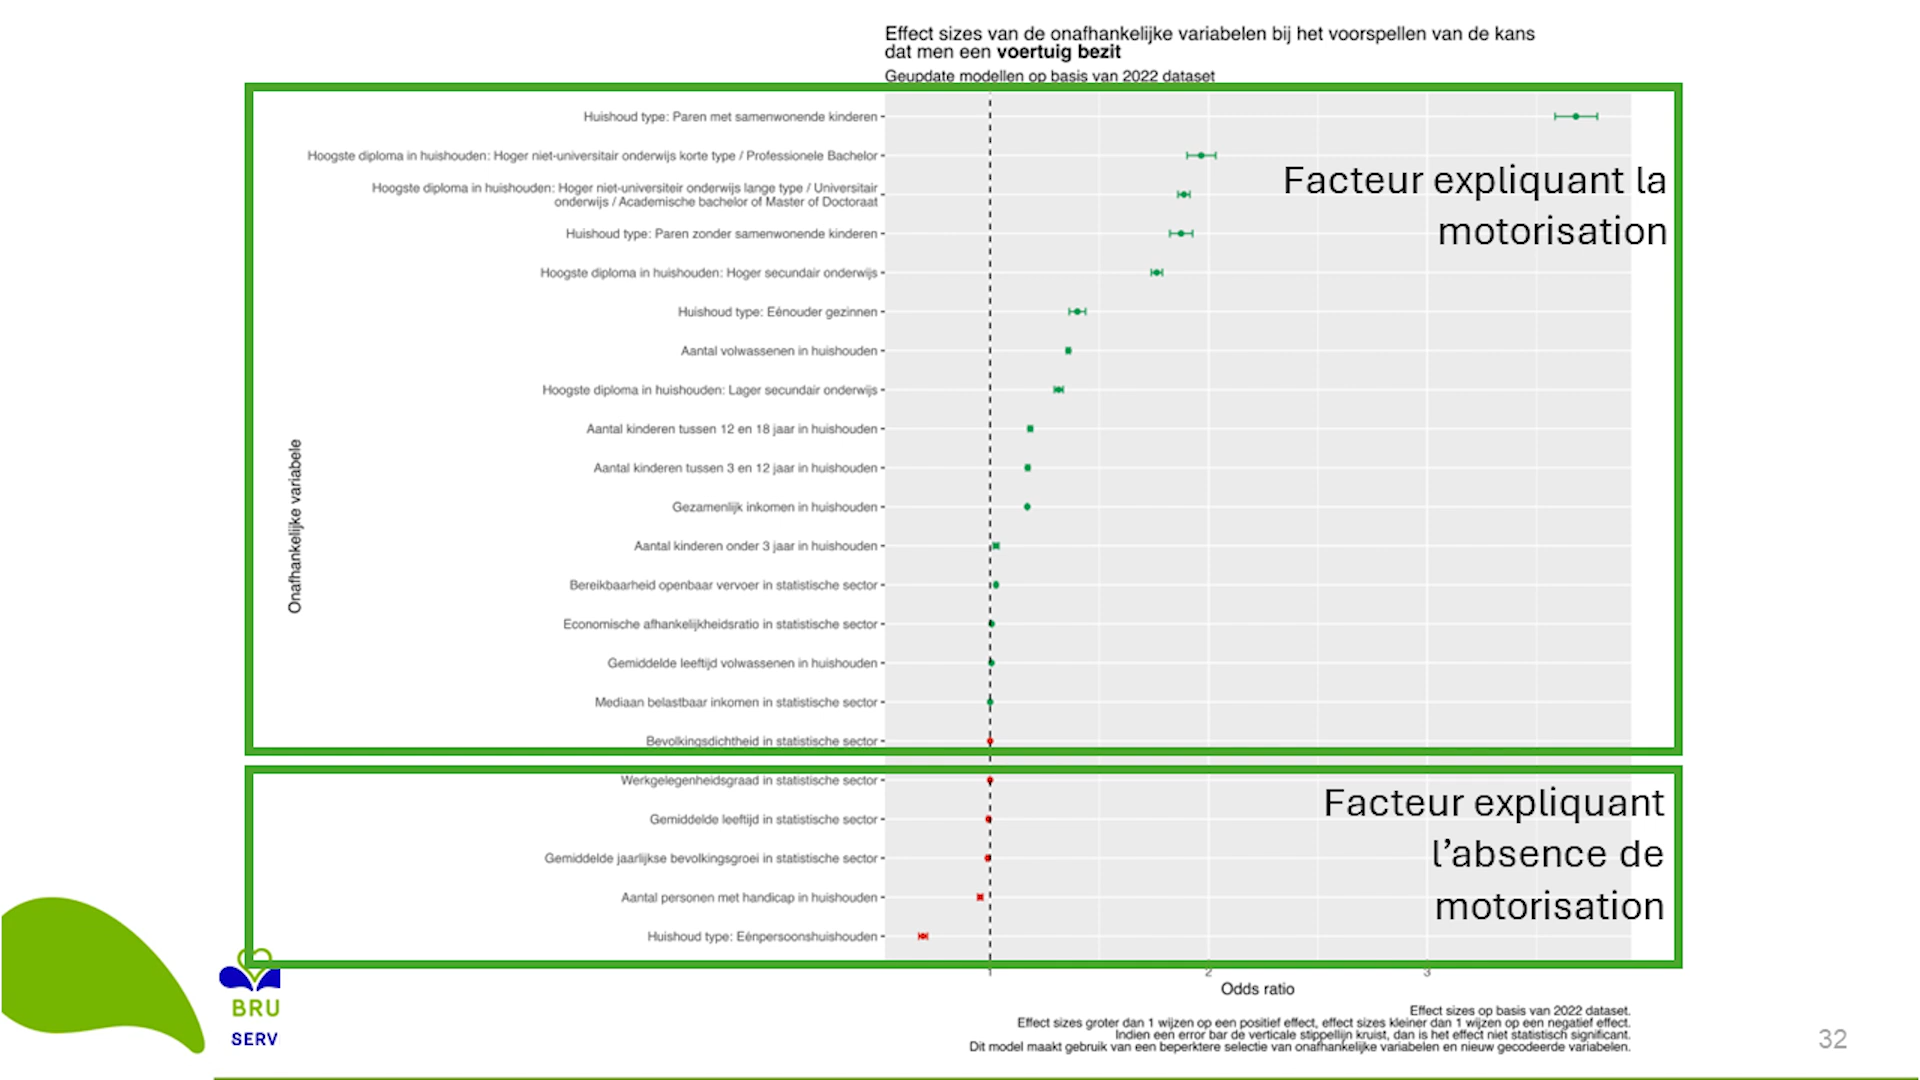 Effect sizes van de onafhankelijke variabelen bij het voorspellen van de kans
dat men een voertuig bezit
Geupdate modellen op basis van 2022 dataset
Huishoud type: Paren met samenwonende kinderen
Hoogste diploma in huishouden: Hoger niet-universitair onderwijs korte type / Professionele Bachelor
Hoogste diploma in huishouden: Hoger niet-universiteir onderwijs lange type / Universitair
onderwijs / Academische bachelor of Master of Doctoraat
Huishoud type: Paren zonder samenwonende kinderen
Hoogste diploma in huishouden: Hoger secundair onderwijs
Huishoud type: Eénouder gezinnen
Aantal volwassenen in huishouden
Hoogste diploma in huishouden: Lager secundair onderwijs
Aantal kinderen tussen 12 en 18 jaar in huishouden
Aantal kinderen tussen 3 en 12 jaar in huishouden
Gezamenlijk inkomen in huishouden
Aantal kinderen onder 3 jaar in huishouden
Bereikbaarheid openbaar vervoer in statistische sector
Economische afhankelijkheidsratio in statistische sector
Gemiddelde leeftijd volwassenen in huishouden
Mediaan belastbaar inkomen in statistische sector
Bevolkingsdichtheid in statistische sector
Werkgelegenheidsgraad in statistische sector
Gemiddelde leeftijd in statistische sector
Gemiddelde jaarlijkse bevolkingsgroei in statistische sector
Aantal personen met handicap in huishouden
Huishoud type: Eénpersoonshuishouden
Onafhankelijke variabele
Facteur expliquant la
motorisation
Facteur expliquant
l’absence de
motorisation
1 2 3
Odds ratio
Effect sizes op basis van 2022 dataset.
Effect sizes groter dan 1 wijzen op een positief effect, effect sizes kleiner dan 1 wijzen op een negatief effect.
Indien een error bar de verticale stippellijn kruist, dan is het effect niet statistisch significant.
Dit model maakt gebruik van een beperktere selectie van onafhankelijke variabelen en nieuw gecodeerde variabelen.
BRU
SERV
32